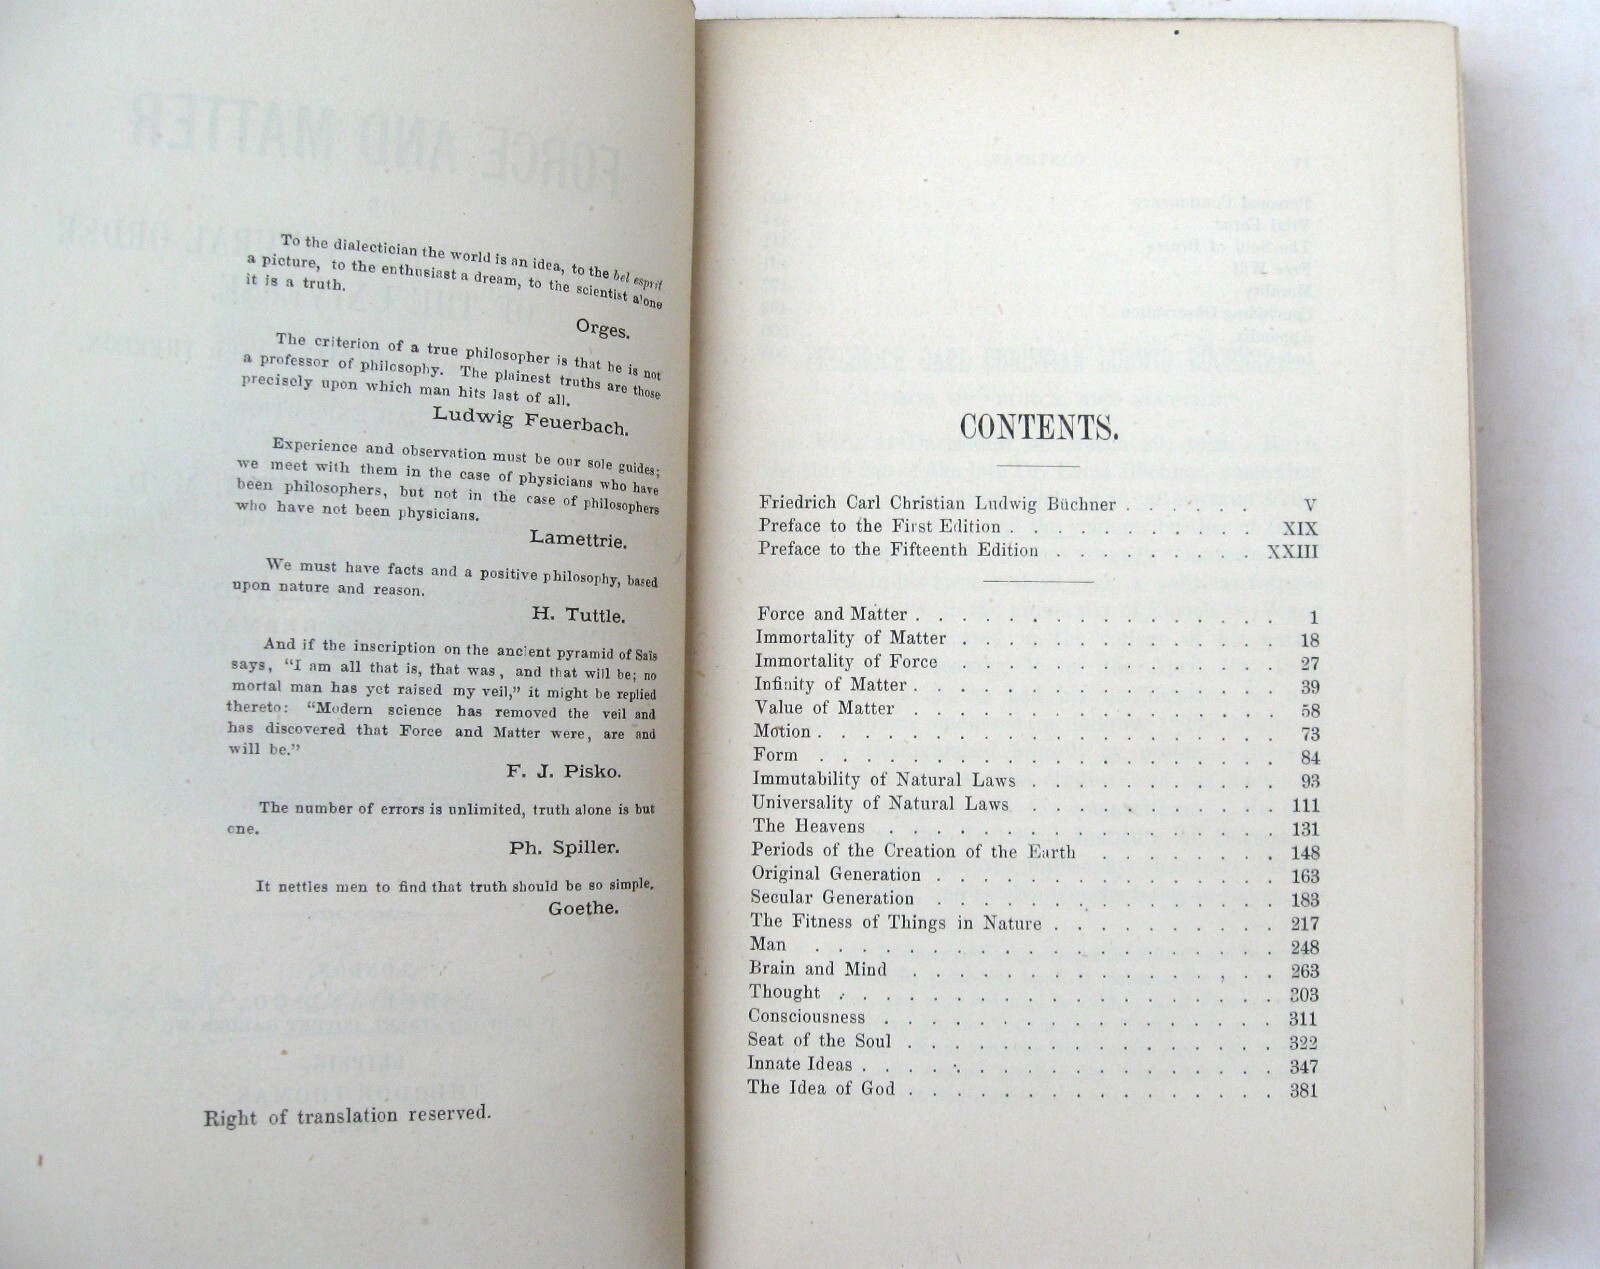 To the dialectician the world is an idea, to the bel esprit
a picture, to the enthusiast a dream, to the scientist alone
it is a truth.
Orges.
The criterion of a true philosopher is that he is not
a professor of philosophy. The plainest truths are those
precisely upon which man hits last of all.
Ludwig Feuerbach.
Experience and observation must be our sole guides;
we meet with them in the case of physicians who have
been philosophers, but not in the case of philosophers
who have not been physicians.
Lamettrie.
We must have facts and a positive philosophy, based
upon nature and reason.
H. Tuttle.
And if the inscription on the ancient pyramid of Saïs
says, "I am all that is, that was, and that will be; no
mortal man has yet raised my veil," it might be replied
thereto: "Modern science has removed the veil and
has discovered that Force and Matter were, are and
will be."
F. J. Pisko.
The number of errors is unlimited, truth alone is but
one.
Ph. Spiller.
It nettles men to find that truth should be so simple.
Goethe.
Right of translation reserved.
CONTENTS.
Friedrich Carl Christian Ludwig Büchner . . . . . . V
Preface to the First Edition . . . . . . . . . . XIX
Preface to the Fifteenth Edition . . . . . . . . . XXIII
Force and Matter . . . . . . . . . . . . . . . . 1
Immortality of Matter . . . . . . . . . . . . . . 18
Immortality of Force . . . . . . . . . . . . . . 27
Infinity of Matter . . . . . . . . . . . . . . . . 39
Value of Matter . . . . . . . . . . . . . . . . 58
Motion . . . . . . . . . . . . . . . . . . . . 73
Form . . . . . . . . . . . . . . . . . . . . 84
Immutability of Natural Laws . . . . . . . . . . . 93
Universality of Natural Laws . . . . . . . . . . . 111
The Heavens . . . . . . . . . . . . . . . . . 131
Periods of the Creation of the Earth . . . . . . . . 148
Original Generation . . . . . . . . . . . . . . . 163
Secular Generation . . . . . . . . . . . . . . . 183
The Fitness of Things in Nature . . . . . . . . . . 217
Man . . . . . . . . . . . . . . . . . . . . 248
Brain and Mind . . . . . . . . . . . . . . . . 263
Thought . . . . . . . . . . . . . . . . . . . 303
Consciousness . . . . . . . . . . . . . . . . . 311
Seat of the Soul . . . . . . . . . . . . . . . . 322
Innate Ideas . . . . . . . . . . . . . . . . . . 347
The Idea of God . . . . . . . . . . . . . . . . 381